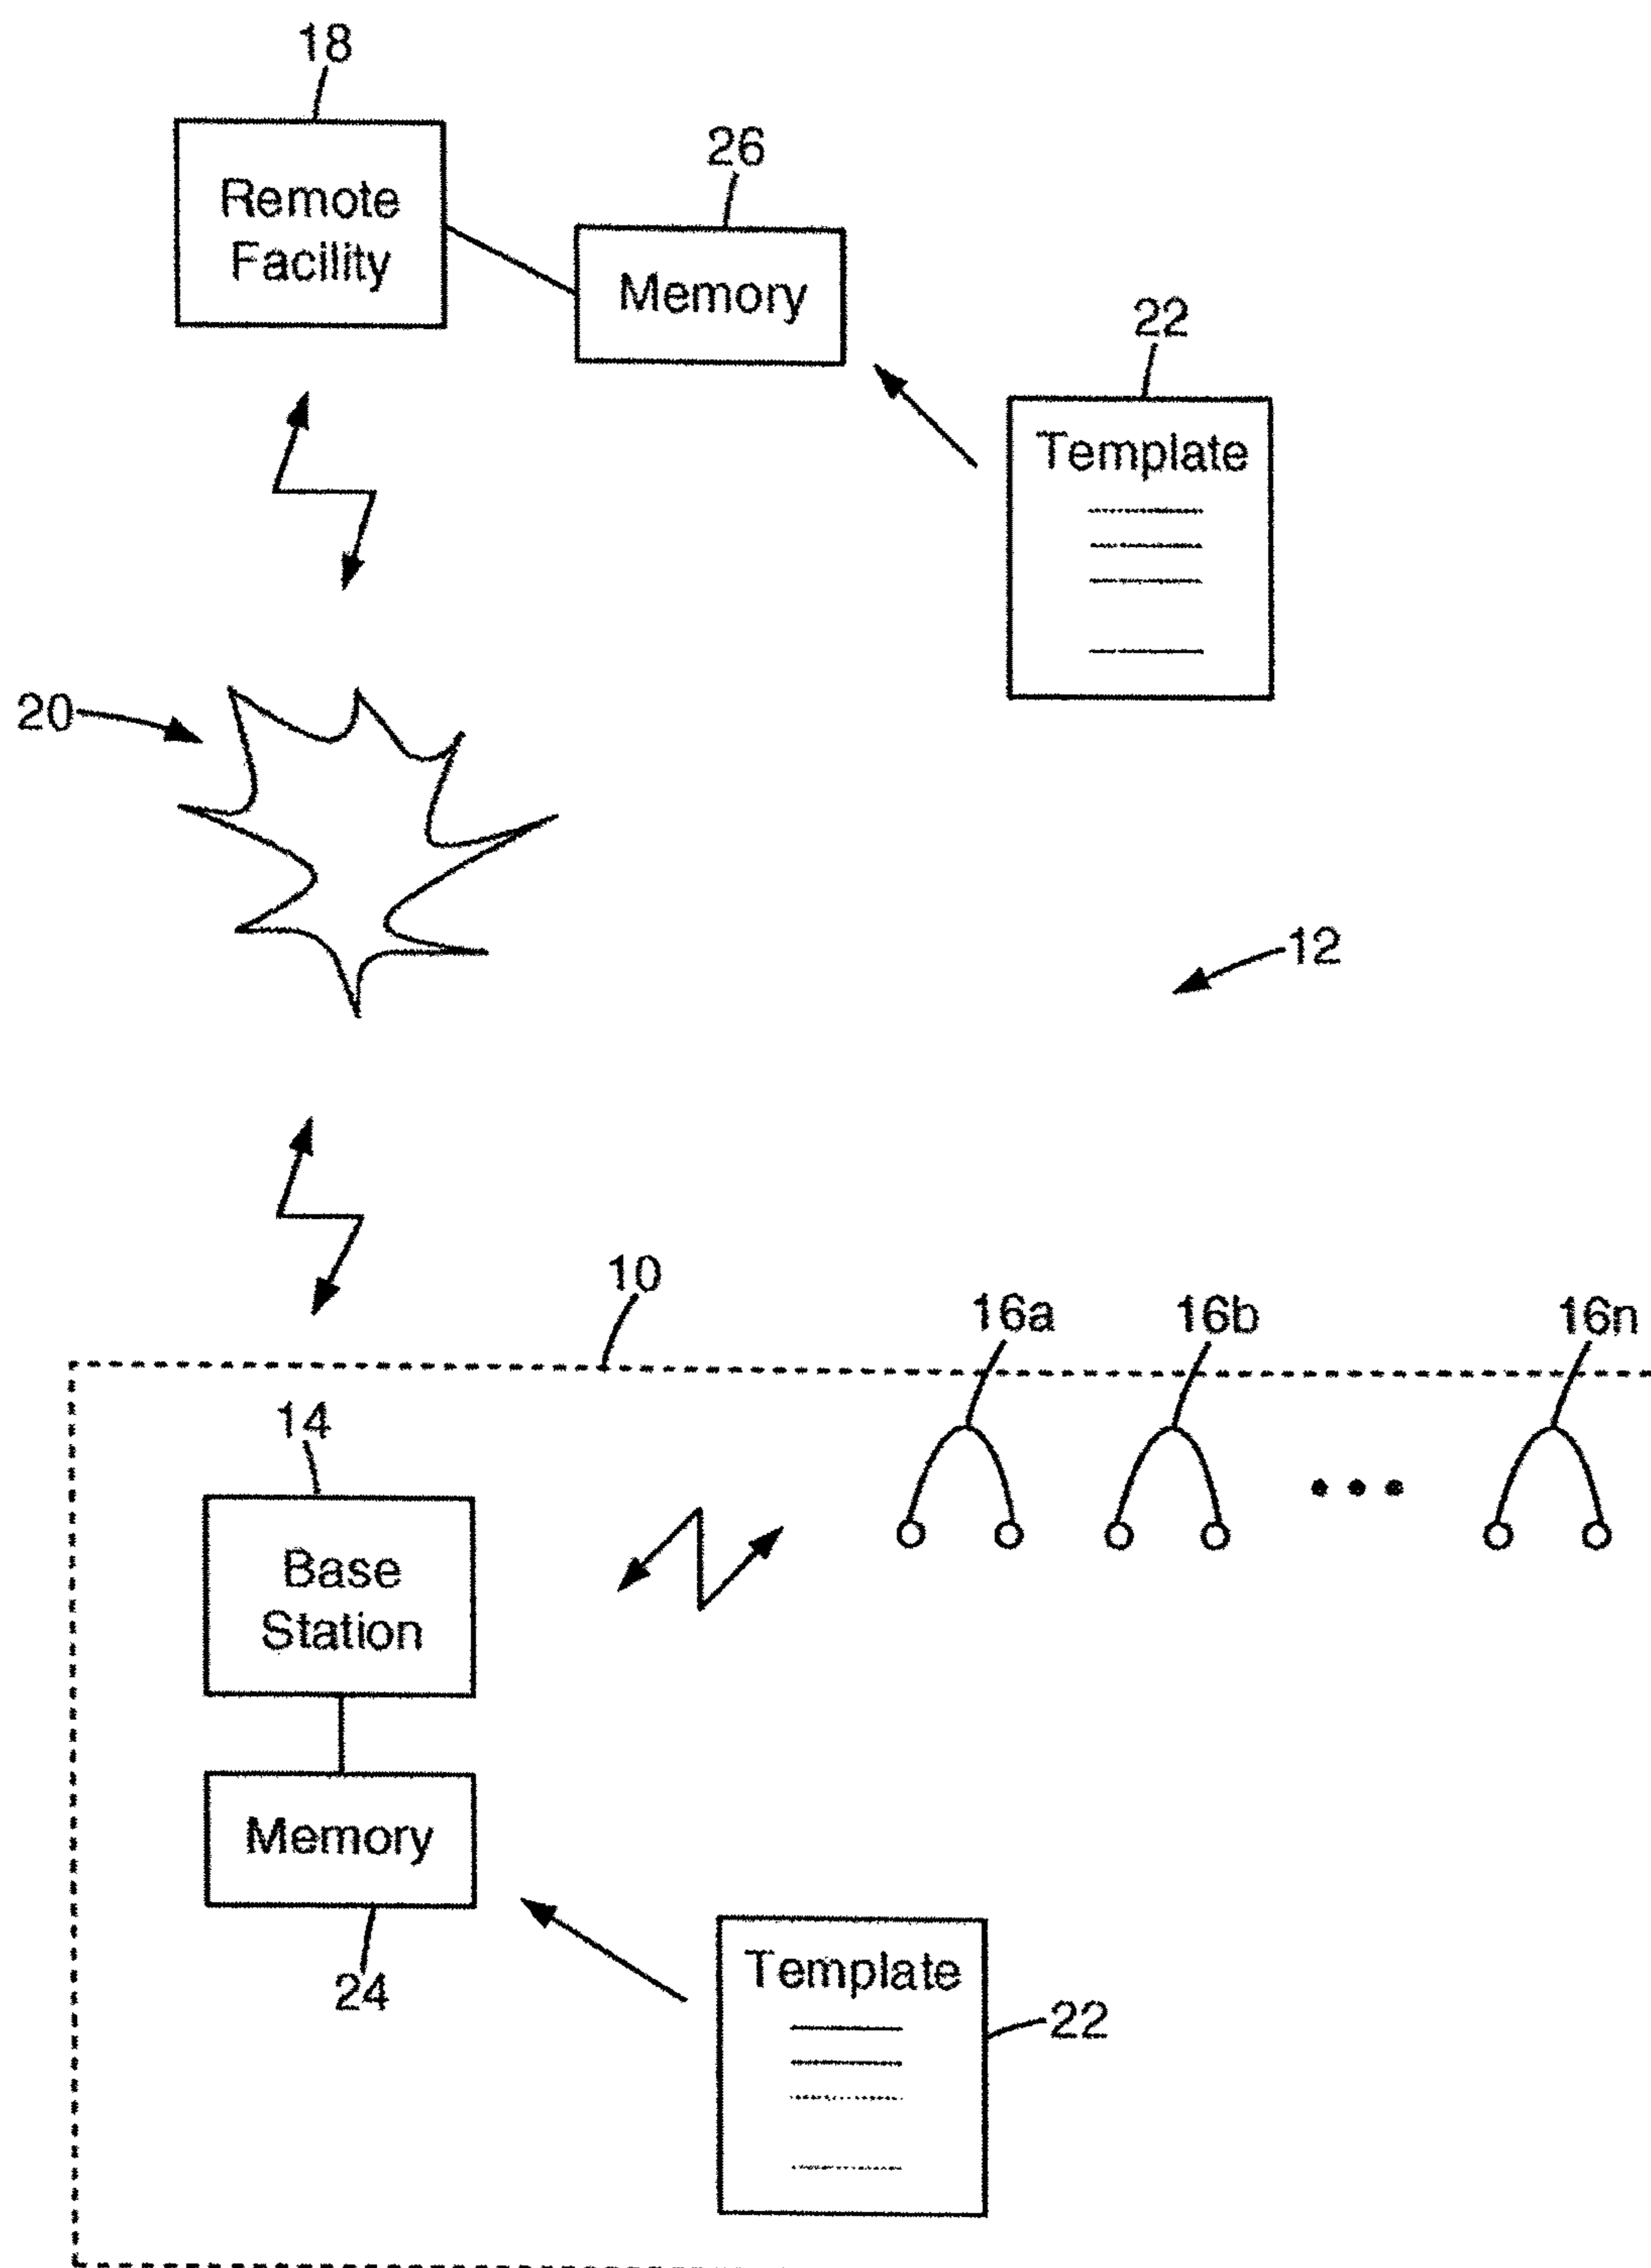 18
Remote
Facility
26
Memory
22
Template
20
12
10
16a
16b
16n
14
Base
Station
Memory
24
Template
22